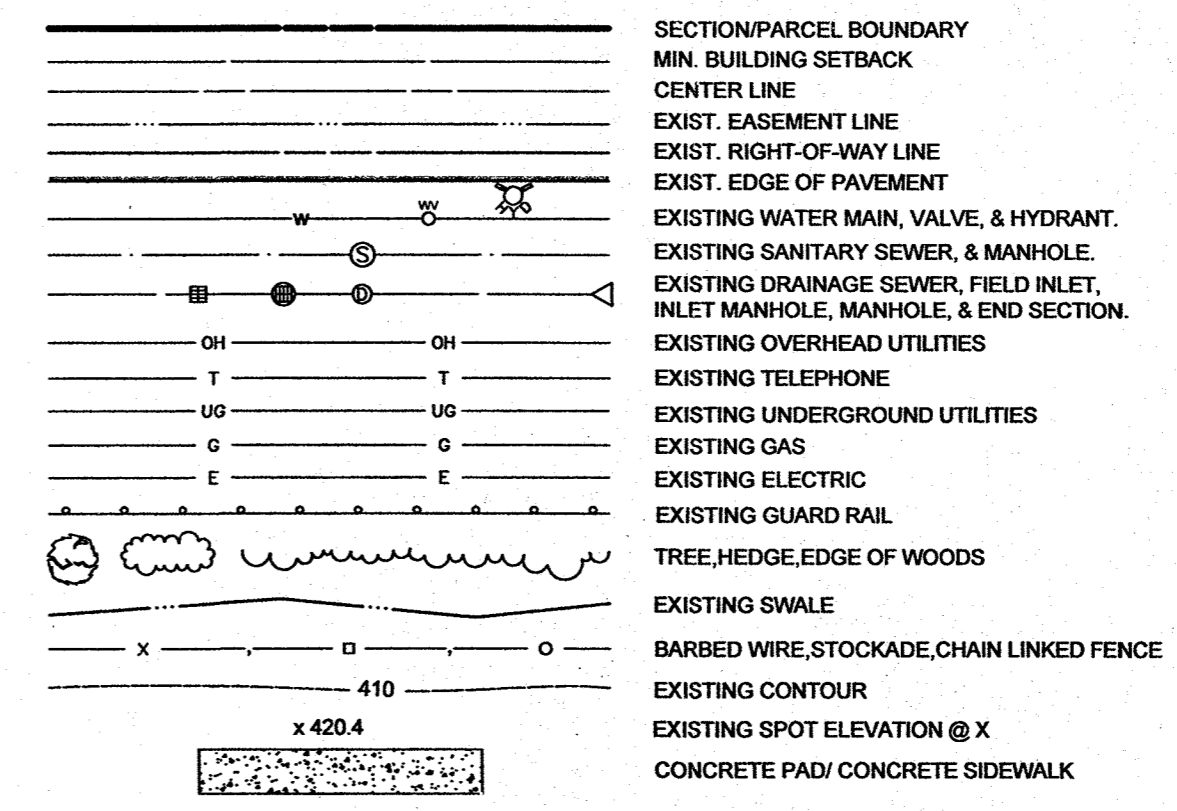 SECTION/PARCEL BOUNDARY
MIN. BUILDING SETBACK
CENTER LINE
EXIST. EASEMENT LINE
EXIST. RIGHT-OF-WAY LINE
EXIST. EDGE OF PAVEMENT
W WV EXISTING WATER MAIN, VALVE, & HYDRANT.
S EXISTING SANITARY SEWER, & MANHOLE.
D EXISTING DRAINAGE SEWER, FIELD INLET,
INLET MANHOLE, MANHOLE, & END SECTION.
OH OH EXISTING OVERHEAD UTILITIES
T T EXISTING TELEPHONE
UG UG EXISTING UNDERGROUND UTILITIES
G G EXISTING GAS
E E EXISTING ELECTRIC
EXISTING GUARD RAIL
TREE,HEDGE,EDGE OF WOODS
EXISTING SWALE
X , , BARBED WIRE,STOCKADE,CHAIN LINKED FENCE
410 EXISTING CONTOUR
x 420.4 EXISTING SPOT ELEVATION @ X
CONCRETE PAD/ CONCRETE SIDEWALK